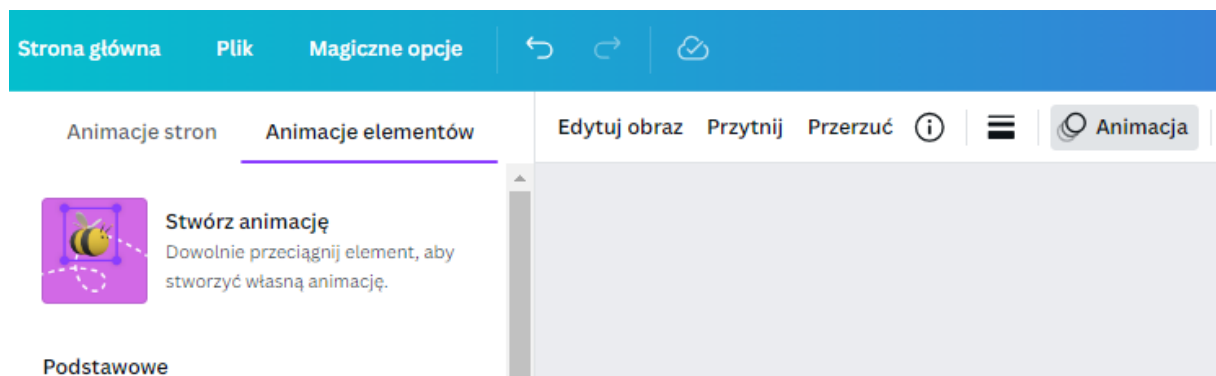 Strona główna Plik Magiczne opcje
Animacje stron Animacje elementów
Edytuj obraz Przytnij Przerzuć Animacja
Stwórz animację
Dowolnie przeciągnij element, aby
stworzyć własną animację.
Podstawowe